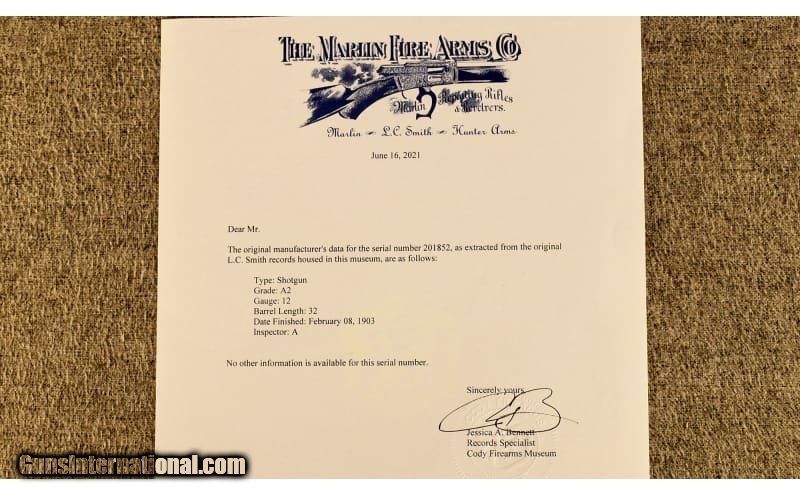 THE MARLIN FIRE ARMS CO
Marlin Repeating Rifles
& Revolvers.
Marlin L.C. Smith Hunter Arms
June 16, 2021
Dear Mr.
The original manufacturer's data for the serial number 201852, as extracted from the original
L.C. Smith records housed in this museum, are as follows:
Type: Shotgun
Grade: A2
Gauge: 12
Barrel Length: 32
Date Finished: February 08, 1903
Inspector: A
No other information is available for this serial number.
Sincerely yours,
Jessica A. Bennett
Records Specialist
Cody Firearms Museum
GunsInternational.com